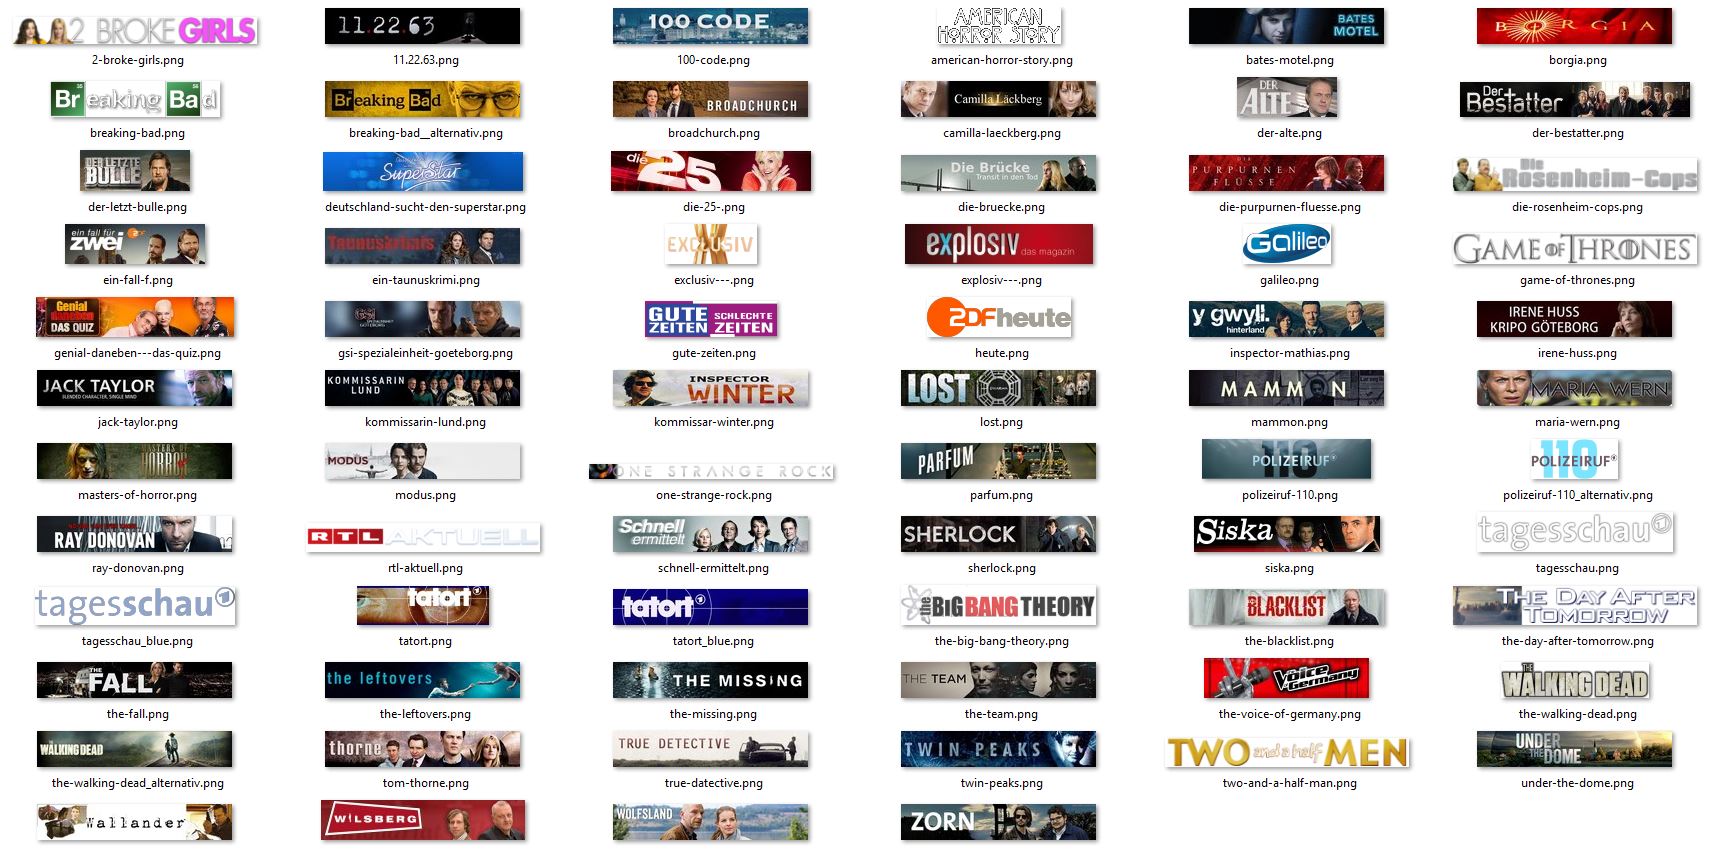 2 BROKE GIRLS
11.22.63
100 CODE
AMERICAN
HORROR STORY
BATES
MOTEL
BORGIA
2-broke-girls.png
11.22.63.png
100-code.png
american-horror-story.png
bates-motel.png
borgia.png
Breaking Bad
Breaking Bad
BROADCHURCH
Camilla Läckberg
DER
ALTE
Der
Bestatter
breaking-bad.png
breaking-bad__alternativ.png
broadchurch.png
camilla-laeckberg.png
der-alte.png
der-bestatter.png
DER LETZTE
BULLE
SuperStar
die
25
Die Brücke
Transit in den Tod
DIE
PURPURNEN
FLÜSSE
Die
Rosenheim-Cops
der-letzt-bulle.png
deutschland-sucht-den-superstar.png
die-25-.png
die-bruecke.png
die-purpurnen-fluesse.png
die-rosenheim-cops.png
ein fall für
zwei ZDF
Taunuskrimis
EXCLUSIV
explosiv das magazin
Galileo
GAME OF THRONES
ein-fall-f.png
ein-taunuskrimi.png
exclusiv---.png
explosiv---.png
galileo.png
game-of-thrones.png
Genial
daneben
DAS QUIZ
GSI
SPEZIALEINHEIT
GÖTEBORG
GUTE
ZEITEN
SCHLECHTE
ZEITEN
ZDFheute
y gwyll.
hinterland
IRENE HUSS
KRIPO GÖTEBORG
genial-daneben---das-quiz.png
gsi-spezialeinheit-goeteborg.png
gute-zeiten.png
heute.png
inspector-mathias.png
irene-huss.png
JACK TAYLOR
BLENDED CHARACTER, SINGLE MIND
KOMMISSARIN
LUND
INSPECTOR
WINTER
LOST
DHARMA
MAMM N
MARIA WERN
jack-taylor.png
kommissarin-lund.png
kommissar-winter.png
lost.png
mammon.png
maria-wern.png
MASTERS OF
HORROR
MODUS
ONE STRANGE ROCK
PARFUM
110
POLIZEIRUF
110
POLIZEIRUF
masters-of-horror.png
modus.png
one-strange-rock.png
parfum.png
polizeiruf-110.png
polizeiruf-110_alternativ.png
RAY DONOVAN
RTL AKTUELL
Schnell
ermittelt
SHERLOCK
Siska
tagesschau
ray-donovan.png
rtl-aktuell.png
schnell-ermittelt.png
sherlock.png
siska.png
tagesschau.png
tagesschau
tatort
tatort
the BIG BANG THEORY
THE
BLACKLIST
THE DAY AFTER
TOMORROW
tagesschau_blue.png
tatort.png
tatort_blue.png
the-big-bang-theory.png
the-blacklist.png
the-day-after-tomorrow.png
THE
FALL
the leftovers
THE MISSING
THE TEAM
The
Voice
of
Germany
THE
WALKING DEAD
the-fall.png
the-leftovers.png
the-missing.png
the-team.png
the-voice-of-germany.png
the-walking-dead.png
THE
WALKING DEAD
thorne
TRUE DETECTIVE
TWIN PEAKS
TWO and a half MEN
UNDER
THE DOME
the-walking-dead_alternativ.png
tom-thorne.png
true-datective.png
twin-peaks.png
two-and-a-half-man.png
under-the-dome.png
Wallander
WILSBERG
WOLFSLAND
ZORN